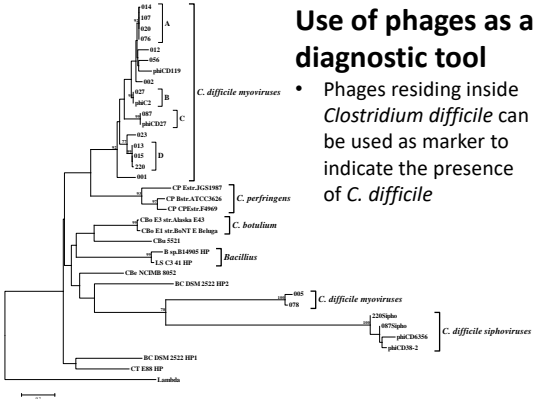 Use of phages as a
diagnostic tool
• Phages residing inside
Clostridium difficile can
be used as marker to
indicate the presence
of C. difficile
014
107
020
076
A
012
056
phiCD119
002
027
phiC2
B
087
phiCD27
C
023
013
015
220
D
001
C. difficile myoviruses
CP Estr.JGS1987
CP Bstr.ATCC3626
CP CPEstr.F4969
C. perfringens
CBo E3 str.Alaska E43
CBo E1 str.BoNT E Beluga
C. botulium
CBu 5521
B sp.B14905 HP
LS C3 41 HP
Bacillius
CBe NCIMB 8052
BC DSM 2522 HP2
005
078
C. difficile myoviruses
220Sipho
087Sipho
phiCD6356
phiCD38-2
C. difficile siphoviruses
BC DSM 2522 HP1
CT E88 HP
Lambda